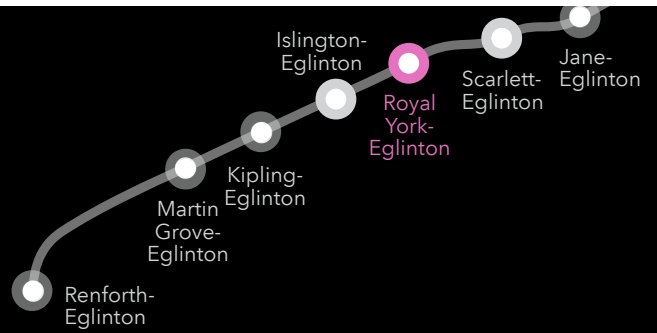 Islington-
Eglinton
Royal
York-
Eglinton
Scarlett-
Eglinton
Jane-
Eglinton
Kipling-
Eglinton
Martin
Grove-
Eglinton
Renforth-
Eglinton